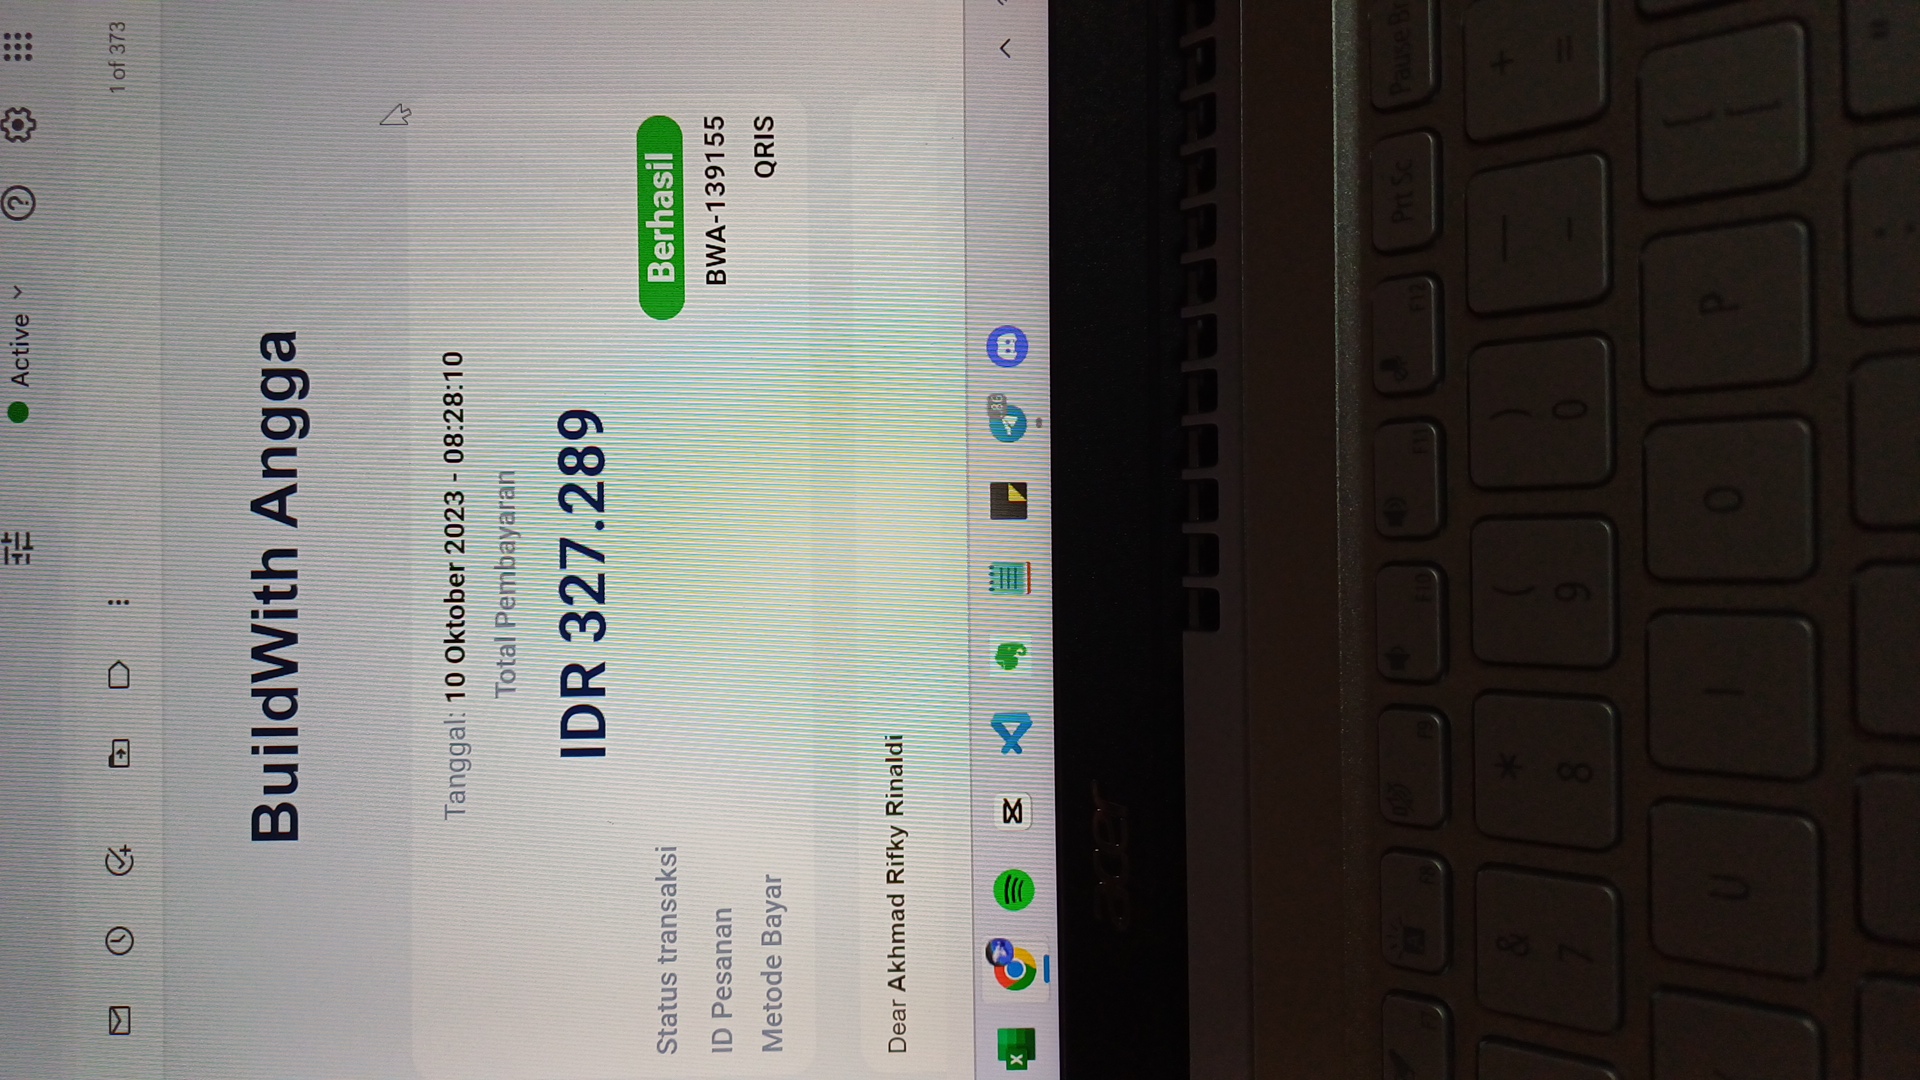 Active
1 of 373
BuildWith Angga
Tanggal: 10 Oktober 2023 - 08:28:10
Total Pembayaran
IDR 327.289
Status transaksi Berhasil
ID Pesanan BWA-139155
Metode Bayar QRIS
Dear Akhmad Rifky Rinaldi
86
acer
F7 F8 F9 F10 F11 F12 Prt Sc Pause
& * ( ) — +
7 8 9 0 - =
U I O P { [